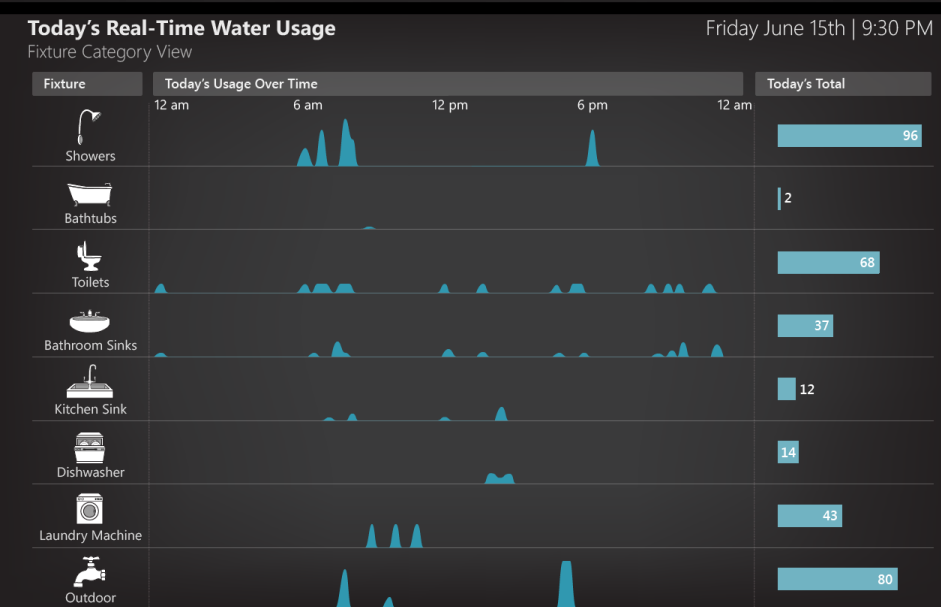 Today's Real-Time Water Usage
Friday June 15th | 9:30 PM
Fixture Category View
Fixture
Today's Usage Over Time
Today's Total
12 am
6 am
12 pm
6 pm
12 am
Showers
96
Bathtubs
2
Toilets
68
Bathroom Sinks
37
Kitchen Sink
12
Dishwasher
14
Laundry Machine
43
Outdoor
80